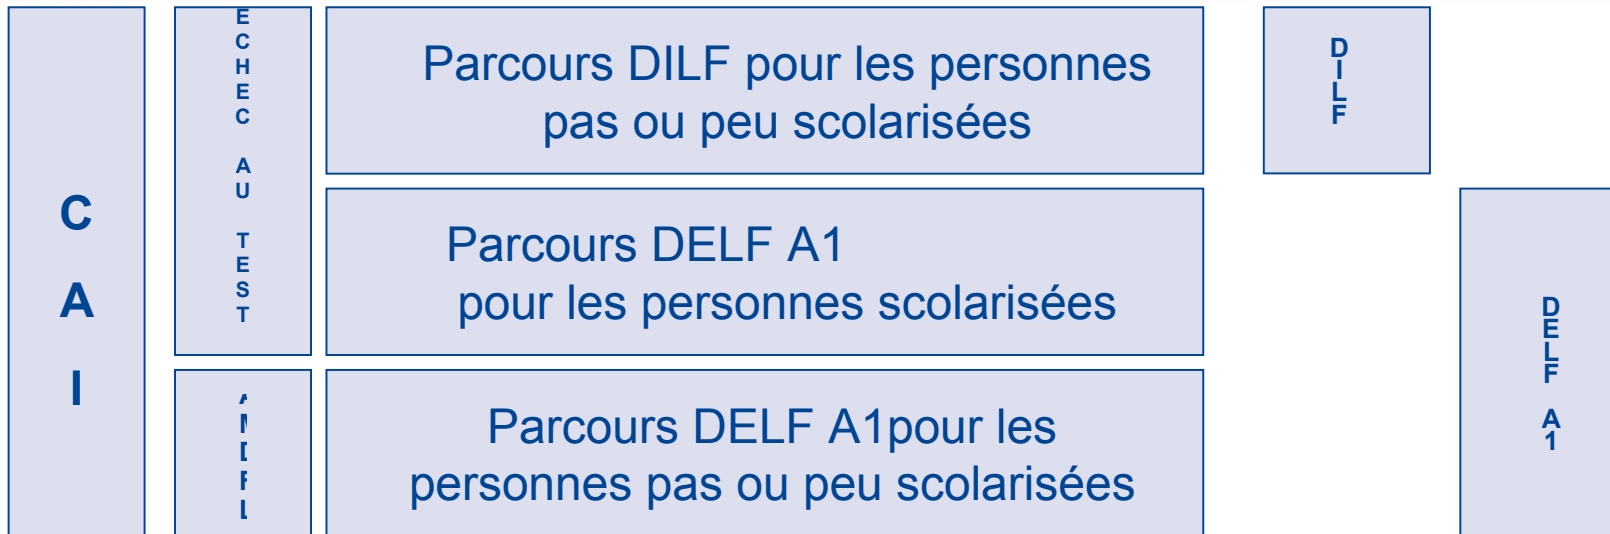 CAI
ECHEC AU TEST
Parcours DILF pour les personnes
pas ou peu scolarisées
DILF
Parcours DELF A1
pour les personnes scolarisées
Parcours DELF A1pour les
personnes pas ou peu scolarisées
DELF A1